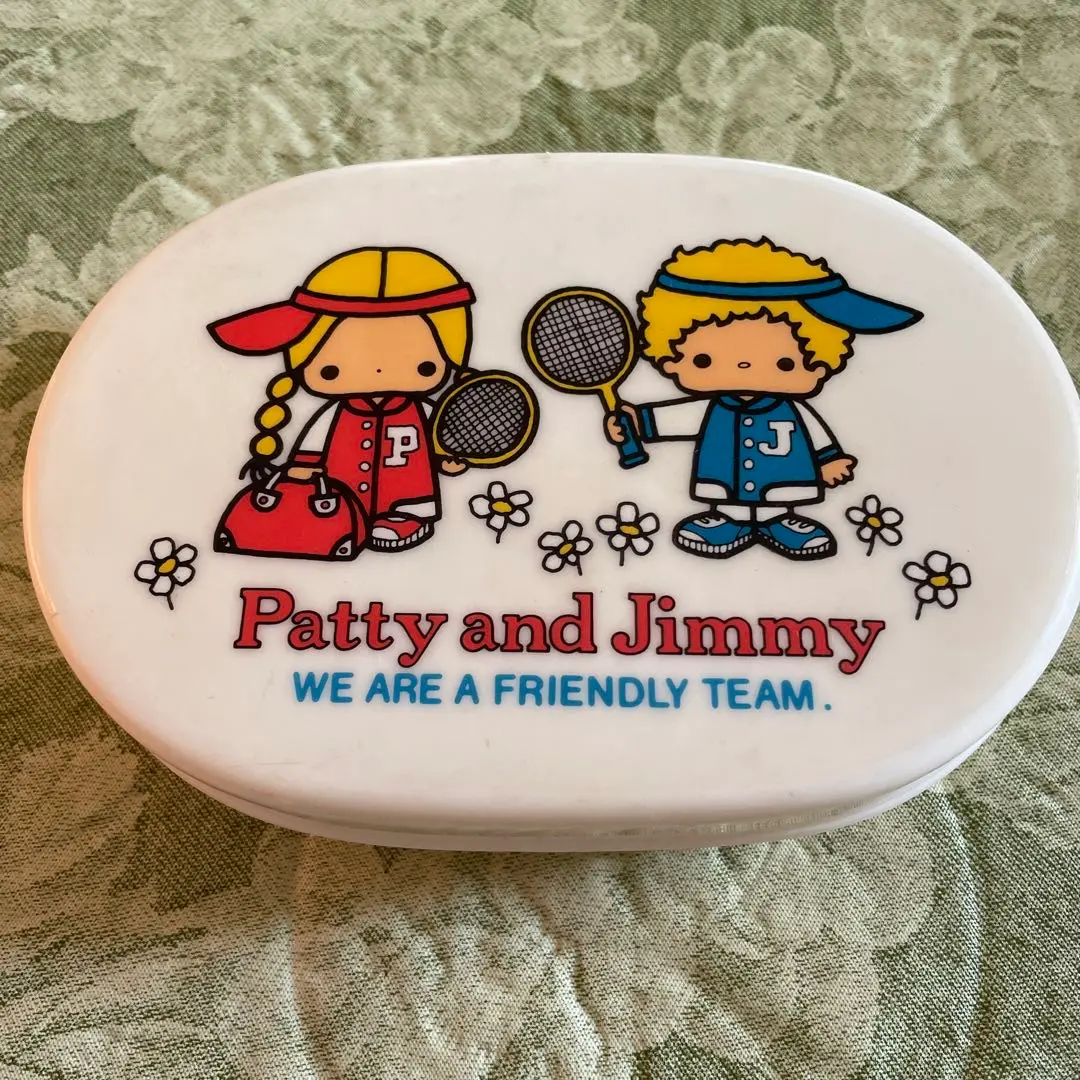 P
J
Patty and Jimmy
WE ARE A FRIENDLY TEAM.